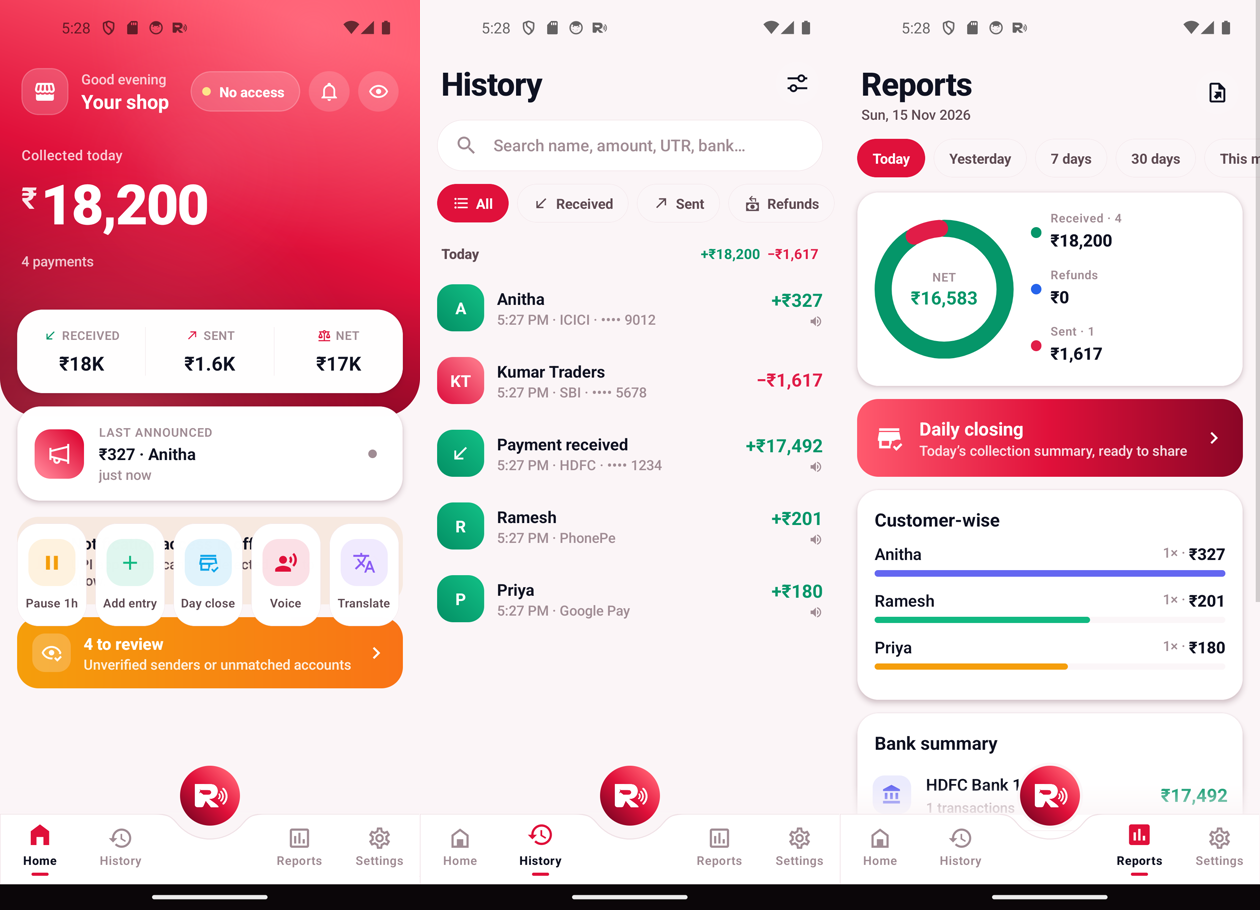 5:28
Good evening
Your shop
No access
Collected today
₹18,200
4 payments
RECEIVED
₹18K
SENT
₹1.6K
NET
₹17K
LAST ANNOUNCED
₹327 · Anitha
just now
Pause 1h
Add entry
Day close
Voice
Translate
4 to review
Unverified senders or unmatched accounts
Home
History
Reports
Settings
5:28
History
Search name, amount, UTR, bank...
All
Received
Sent
Refunds
Today
+₹18,200 −₹1,617
A
Anitha
+₹327
5:27 PM · ICICI · •••• 9012
KT
Kumar Traders
−₹1,617
5:27 PM · SBI · •••• 5678
Payment received
+₹17,492
5:27 PM · HDFC · •••• 1234
R
Ramesh
+₹201
5:27 PM · PhonePe
P
Priya
+₹180
5:27 PM · Google Pay
Home
History
Reports
Settings
5:28
Reports
Sun, 15 Nov 2026
Today
Yesterday
7 days
30 days
This
NET
₹16,583
Received · 4
₹18,200
Refunds
₹0
Sent · 1
₹1,617
Daily closing
Today's collection summary, ready to share
Customer-wise
Anitha
1× · ₹327
Ramesh
1× · ₹201
Priya
1× · ₹180
Bank summary
HDFC Bank
₹17,492
1 transactions
Home
History
Reports
Settings